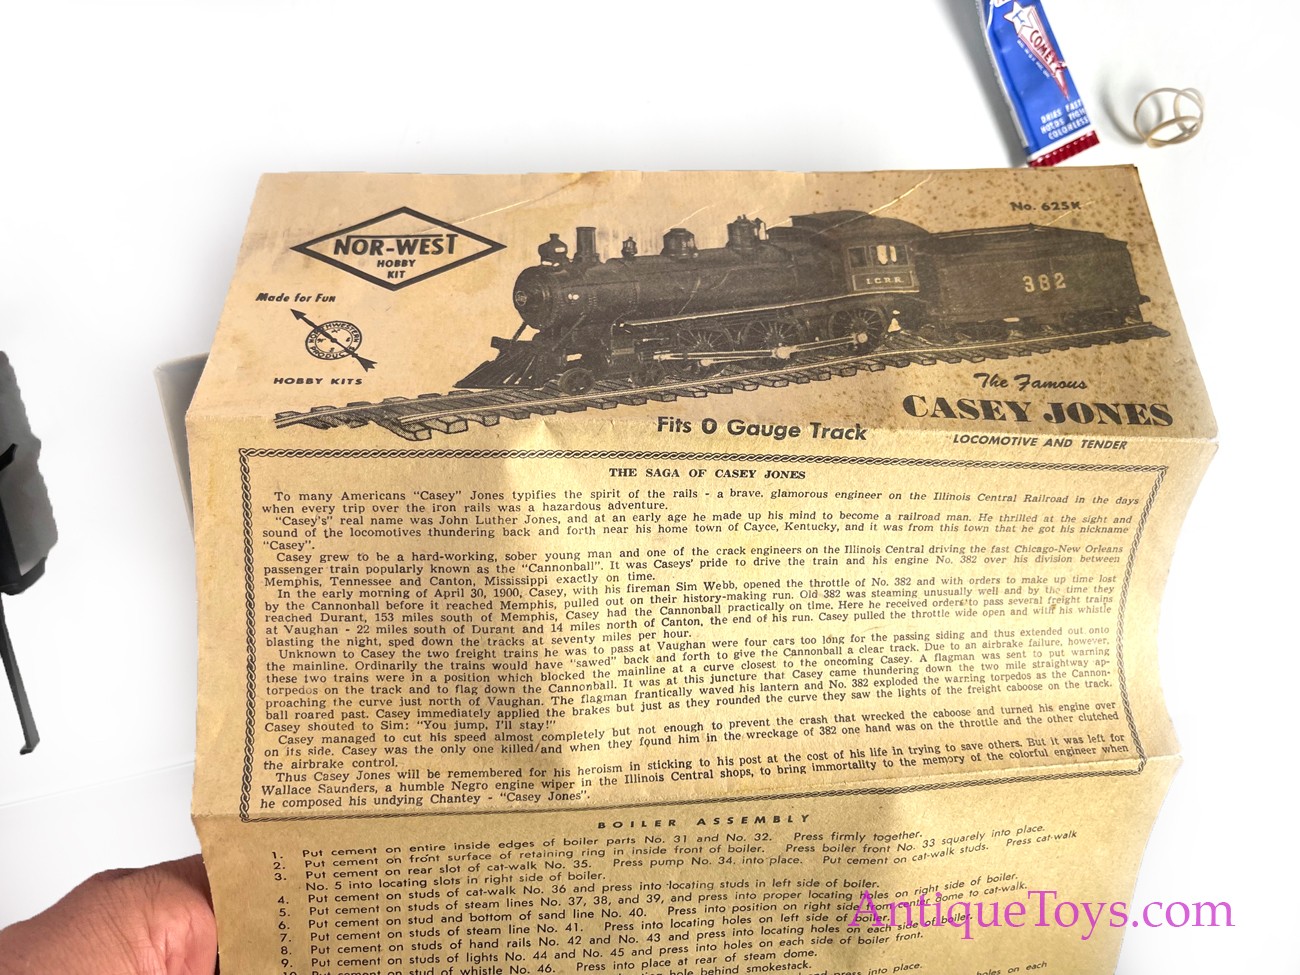 COMET
DRIES FAST
HOLDS TIGHT
COLORLESS
NOR-WEST
HOBBY
KIT
No. 625K
Made for Fun
NORTHWESTERN
PRODUCTS
HOBBY KITS
I.C.R.R.
382
The Famous
CASEY JONES
LOCOMOTIVE AND TENDER
Fits O Gauge Track
THE SAGA OF CASEY JONES
To many Americans "Casey" Jones typifies the spirit of the rails - a brave, glamorous engineer on the Illinois Central Railroad in the days
when every trip over the iron rails was a hazardous adventure.
"Casey's" real name was John Luther Jones, and at an early age he made up his mind to become a railroad man. He thrilled at the sight and
sound of the locomotives thundering back and forth near his home town of Cayce, Kentucky, and it was from this town that he got his nickname
"Casey".
Casey grew to be a hard-working, sober young man and one of the crack engineers on the Illinois Central driving the fast Chicago-New Orleans
passenger train popularly known as the "Cannonball". It was Caseys' pride to drive the train and his engine No. 382 over his division between
Memphis, Tennessee and Canton, Mississippi exactly on time.
In the early morning of April 30, 1900, Casey, with his fireman Sim Webb, opened the throttle of No. 382 and with orders to make up time lost
by the Cannonball before it reached Memphis, pulled out on their history-making run. Old 382 was steaming unusually well and by the time they
reached Durant, 153 miles south of Memphis, Casey had the Cannonball practically on time. Here he received orders to pass several freight trains
at Vaughan - 22 miles south of Durant and 14 miles north of Canton, the end of his run. Casey pulled the throttle wide open and with his whistle
blasting the night, sped down the tracks at seventy miles per hour.
Unknown to Casey the two freight trains he was to pass at Vaughan were four cars too long for the passing siding and thus extended out onto
the mainline. Ordinarily the trains would have "sawed" back and forth to give the Cannonball a clear track. Due to an airbrake failure, however,
these two trains were in a position which blocked the mainline at a curve closest to the oncoming Casey. A flagman was sent to put warning
torpedos on the track and to flag down the Cannonball. It was at this juncture that Casey came thundering down the two mile straightway ap-
proaching the curve just north of Vaughan. The flagman frantically waved his lantern and No. 382 exploded the warning torpedos as the Cannon-
ball roared past. Casey immediately applied the brakes but just as they rounded the curve they saw the lights of the freight caboose on the track.
Casey shouted to Sim: "You jump, I'll stay!"
Casey managed to cut his speed almost completely but not enough to prevent the crash that wrecked the caboose and turned his engine over
on its side. Casey was the only one killed/and when they found him in the wreckage of 382 one hand was on the throttle and the other clutched
the airbrake control.
Thus Casey Jones will be remembered for his heroism in sticking to his post at the cost of his life in trying to save others. But it was left for
Wallace Saunders, a humble Negro engine wiper in the Illinois Central shops, to bring immortality to the memory of the colorful engineer when
he composed his undying Chantey - "Casey Jones".
BOILER ASSEMBLY
1. Put cement on entire inside edges of boiler parts No. 31 and No. 32. Press firmly together.
2. Put cement on front surface of retaining ring in inside front of boiler. Press boiler front No. 33 squarely into place.
3. Put cement on rear slot of cat-walk No. 35. Press pump No. 34, into place. Put cement on cat-walk studs. Press cat-walk
No. 5 into locating slots in right side of boiler.
4. Put cement on studs of cat-walk No. 36 and press into locating studs in left side of boiler.
5. Put cement on studs of steam lines No. 37, 38, and 39, and press into proper locating holes on right side of boiler.
6. Put cement on stud and bottom of sand line No. 40. Press into position on right side from center dome to cat-walk.
7. Put cement on studs of steam line No. 41. Press into locating holes on left side of boiler.
8. Put cement on studs of hand rails No. 42 and No. 43 and press into locating holes on each side of boiler.
9. Put cement on studs of lights No. 44 and No. 45 and press into holes on each side of boiler front.
10. cement on stud of whistle No. 46. Press into place at rear of steam dome.
hole behind smokestack.
into place.
holes on each
AntiqueToys.com